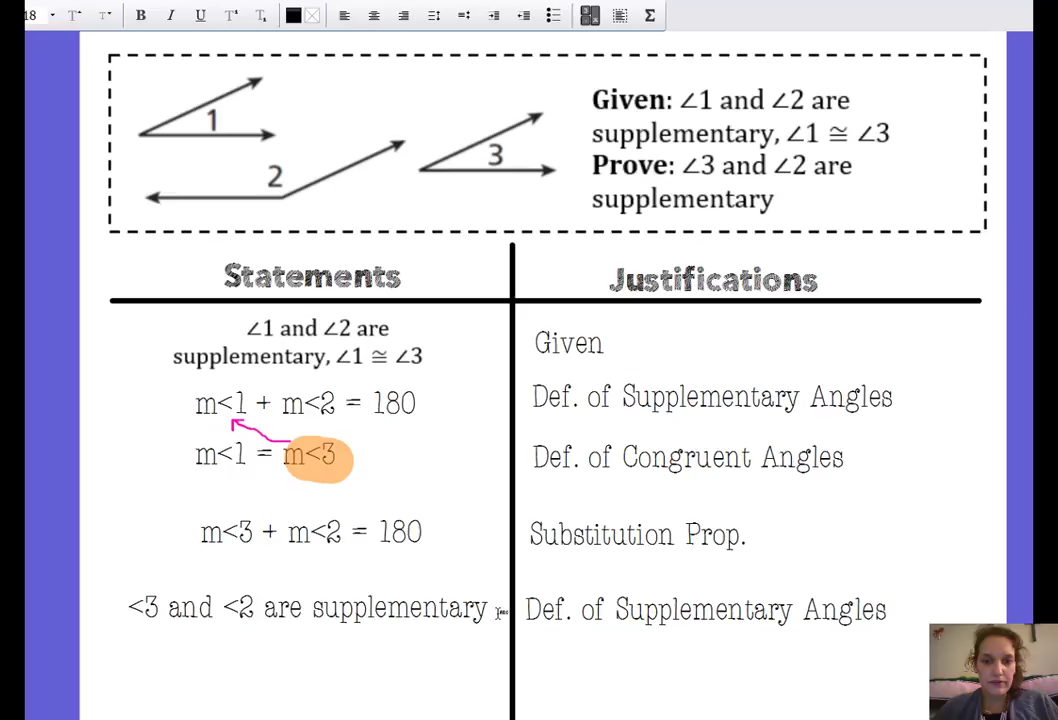 18
B I U T T Σ
1
2
3
Given: ∠1 and ∠2 are
supplementary, ∠1 ≅ ∠3
Prove: ∠3 and ∠2 are
supplementary
Statements
Justifications
∠1 and ∠2 are
supplementary, ∠1 ≅ ∠3
Given
m<1 + m<2 = 180
Def. of Supplementary Angles
m<1 = m<3
Def. of Congruent Angles
m<3 + m<2 = 180
Substitution Prop.
<3 and <2 are supplementary
Def. of Supplementary Angles